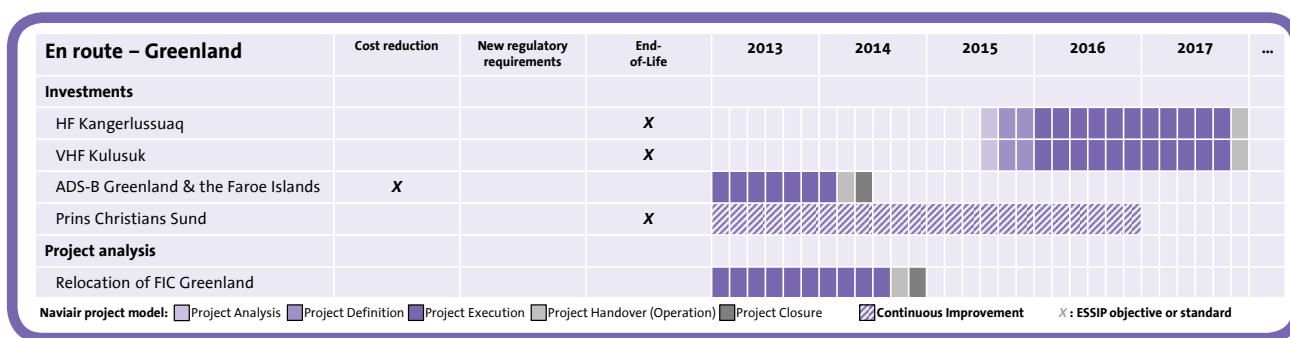 En route – Greenland Cost reduction New regulatory requirements End-of-Life 2013 2014 2015 2016 2017 ...
Investments
HF Kangerlussuaq X
VHF Kulusuk X
ADS-B Greenland & the Faroe Islands X
Prins Christians Sund X
Project analysis
Relocation of FIC Greenland
Naviair project model: Project Analysis Project Definition Project Execution Project Handover (Operation) Project Closure Continuous Improvement X : ESSIP objective or standard